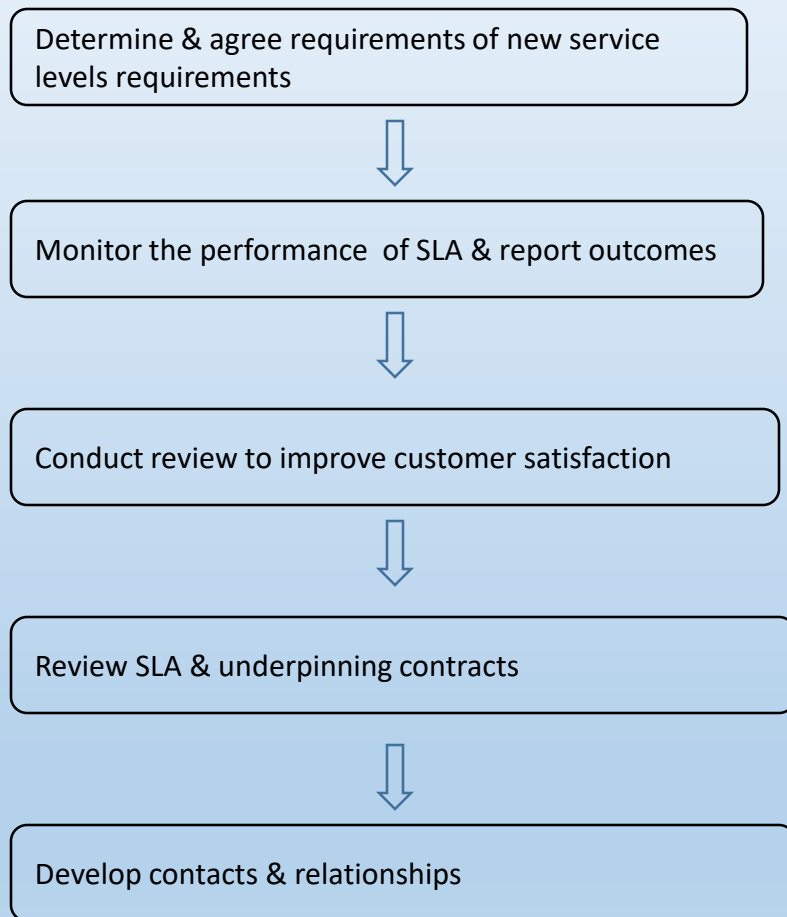 Determine & agree requirements of new service
levels requirements
Monitor the performance  of SLA & report outcomes
Conduct review to improve customer satisfaction
Review SLA & underpinning contracts
Develop contacts & relationships